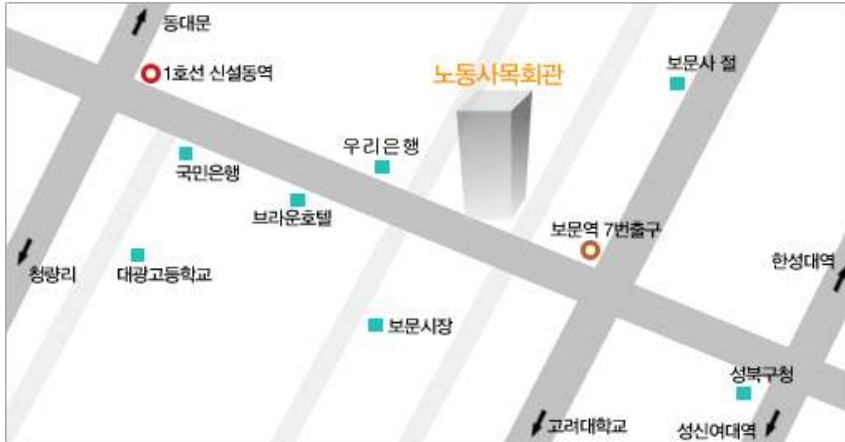 동대문
1호선 신설동역
노동사목회관
보문사 절
우리은행
국민은행
브라운호텔
보문역 7번출구
한성대역
청량리
대광고등학교
보문시장
성북구청
고려대학교
성신여대역